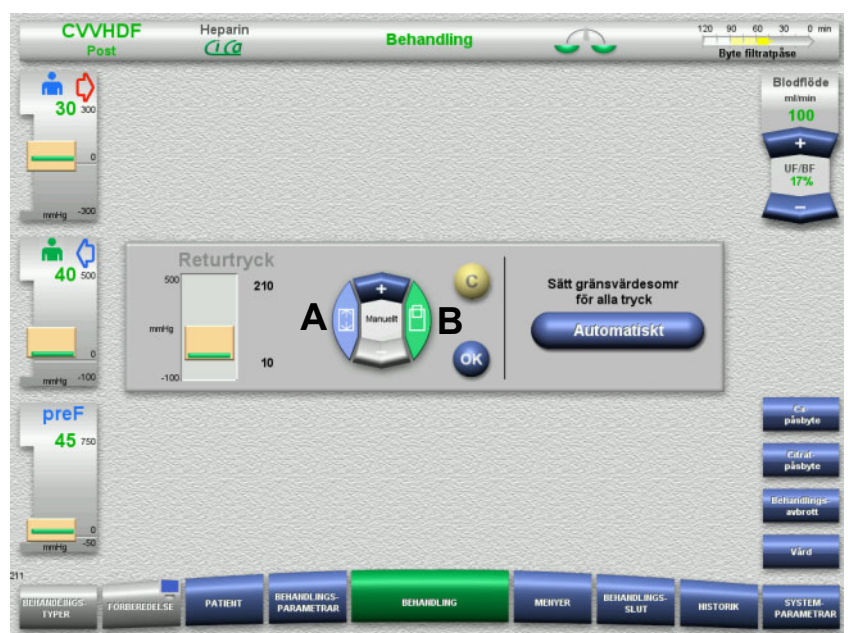 CVVHDF
Post
Heparin
CiCa
Behandling
120 90 60 30 0 min
Byte filtratpåse
30 300
0
mmHg -300
40 500
0
mmHg -100
preF
45 750
0
mmHg -50
Returtryck
500
210
mmHg
10
-100
A
+
Manuellt
B
C
OK
Sätt gränsvärdesomr
för alla tryck
Automatiskt
Blodflöde
ml/min
100
+
UF/BF
17%
–
Ca-
påsbyte
Citrat-
påsbyte
Behandlings-
avbrott
Vård
211
BEHANDLINGS-
TYPER
FÖRBEREDELSE
PATIENT
BEHANDLINGS-
PARAMETRAR
BEHANDLING
MENYER
BEHANDLINGS-
SLUT
HISTORIK
SYSTEM-
PARAMETRAR